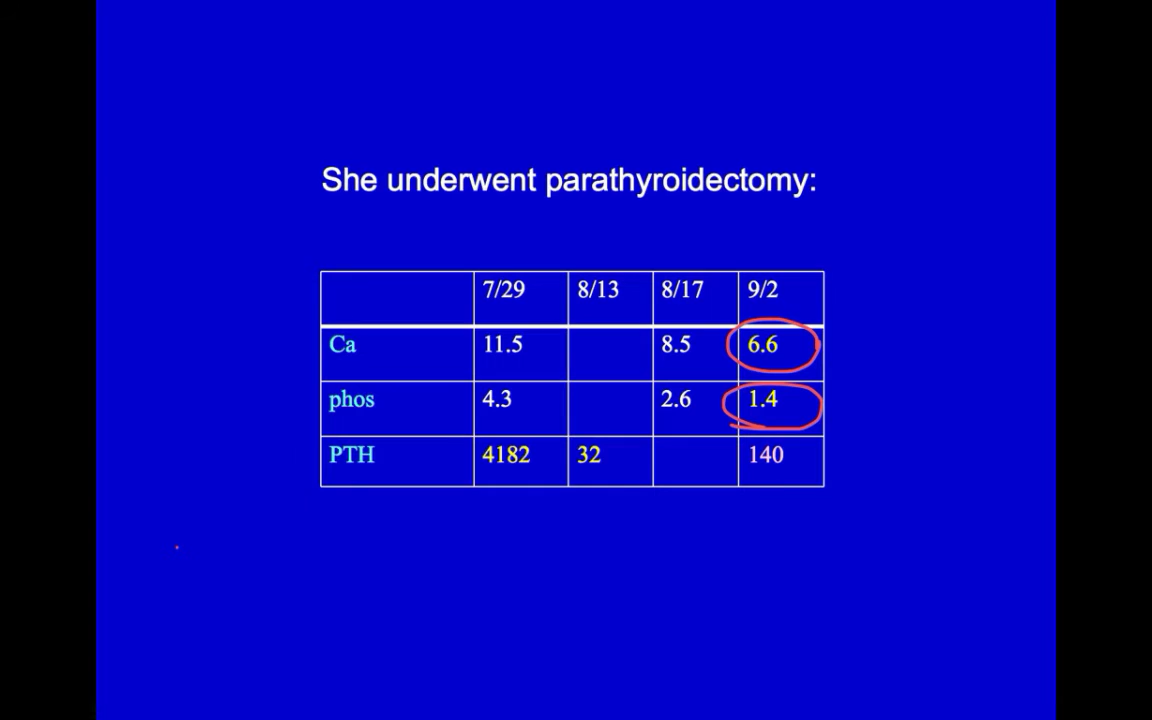 She underwent parathyroidectomy:
7/29 8/13 8/17 9/2
Ca 11.5 8.5 6.6
phos 4.3 2.6 1.4
PTH 4182 32 140